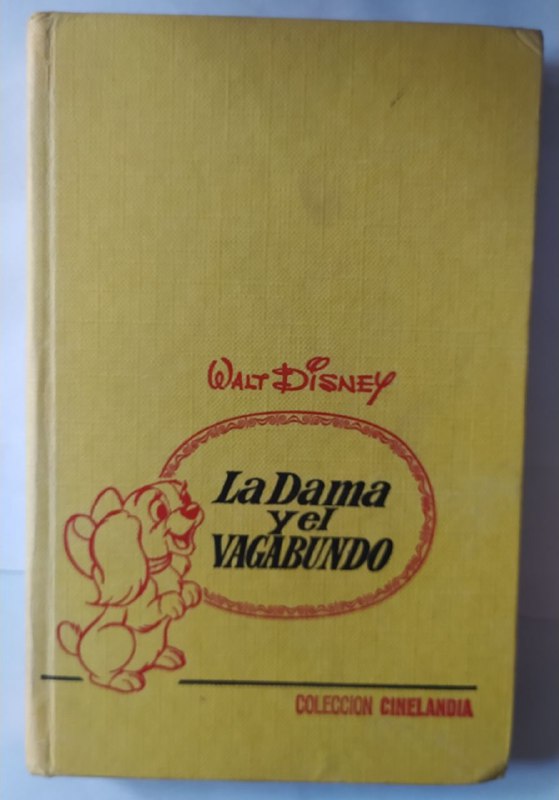 WALT DISNEY
La Dama
y el
VAGABUNDO
COLECCION CINELANDIA